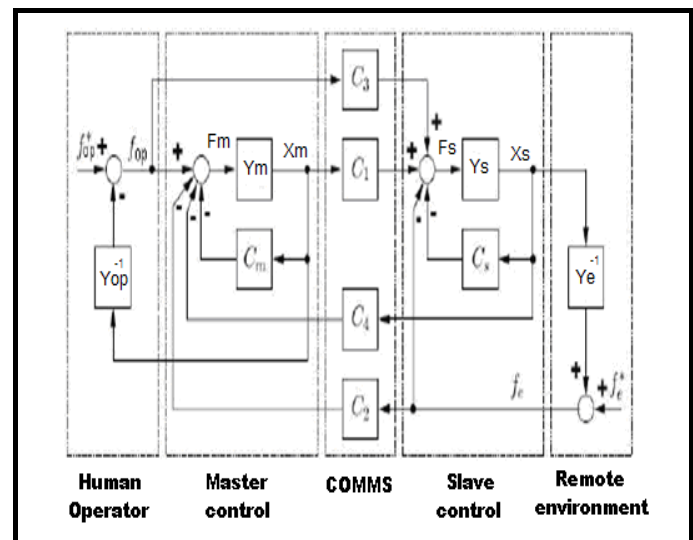 C3
f*op + fop + Fm Ym Xm C1 + + Fs Ys Xs
- - - - - -
Yop -1 Cm Cs Ye -1
C4
+ + f*e
fe
C2
Human Operator
Master control
COMMS
Slave control
Remote environment